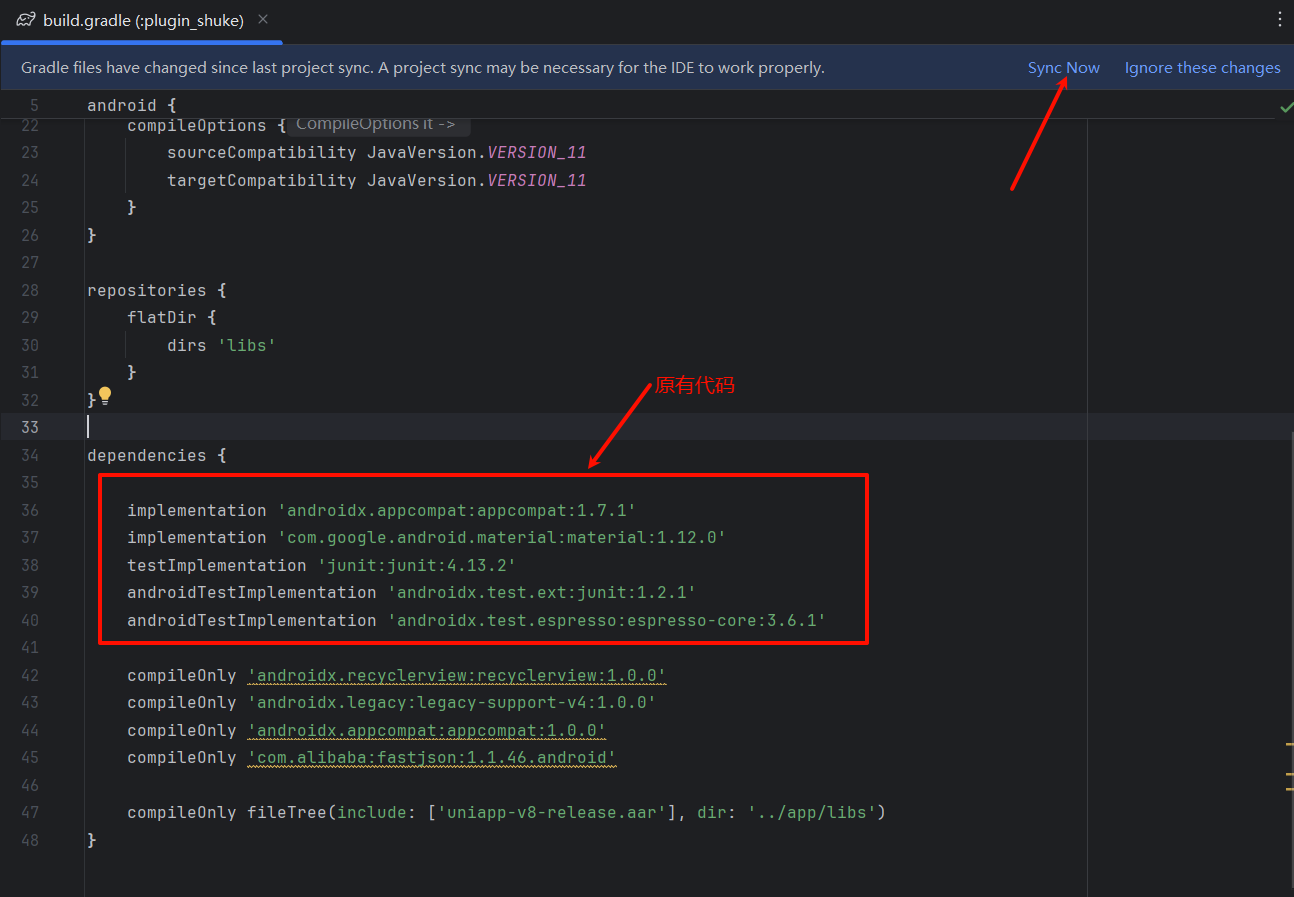 build.gradle (:plugin_shuke)
Gradle files have changed since last project sync. A project sync may be necessary for the IDE to work properly. Sync Now Ignore these changes
5 android {
22 compileOptions { CompileOptions it ->
23 sourceCompatibility JavaVersion.VERSION_11
24 targetCompatibility JavaVersion.VERSION_11
25 }
26 }
27
28 repositories {
29 flatDir {
30 dirs 'libs'
31 }
32 }
原有代码
33
34 dependencies {
35
36 implementation 'androidx.appcompat:appcompat:1.7.1'
37 implementation 'com.google.android.material:material:1.12.0'
38 testImplementation 'junit:junit:4.13.2'
39 androidTestImplementation 'androidx.test.ext:junit:1.2.1'
40 androidTestImplementation 'androidx.test.espresso:espresso-core:3.6.1'
41
42 compileOnly 'androidx.recyclerview:recyclerview:1.0.0'
43 compileOnly 'androidx.legacy:legacy-support-v4:1.0.0'
44 compileOnly 'androidx.appcompat:appcompat:1.0.0'
45 compileOnly 'com.alibaba:fastjson:1.1.46.android'
46
47 compileOnly fileTree(include: ['uniapp-v8-release.aar'], dir: '../app/libs')
48 }